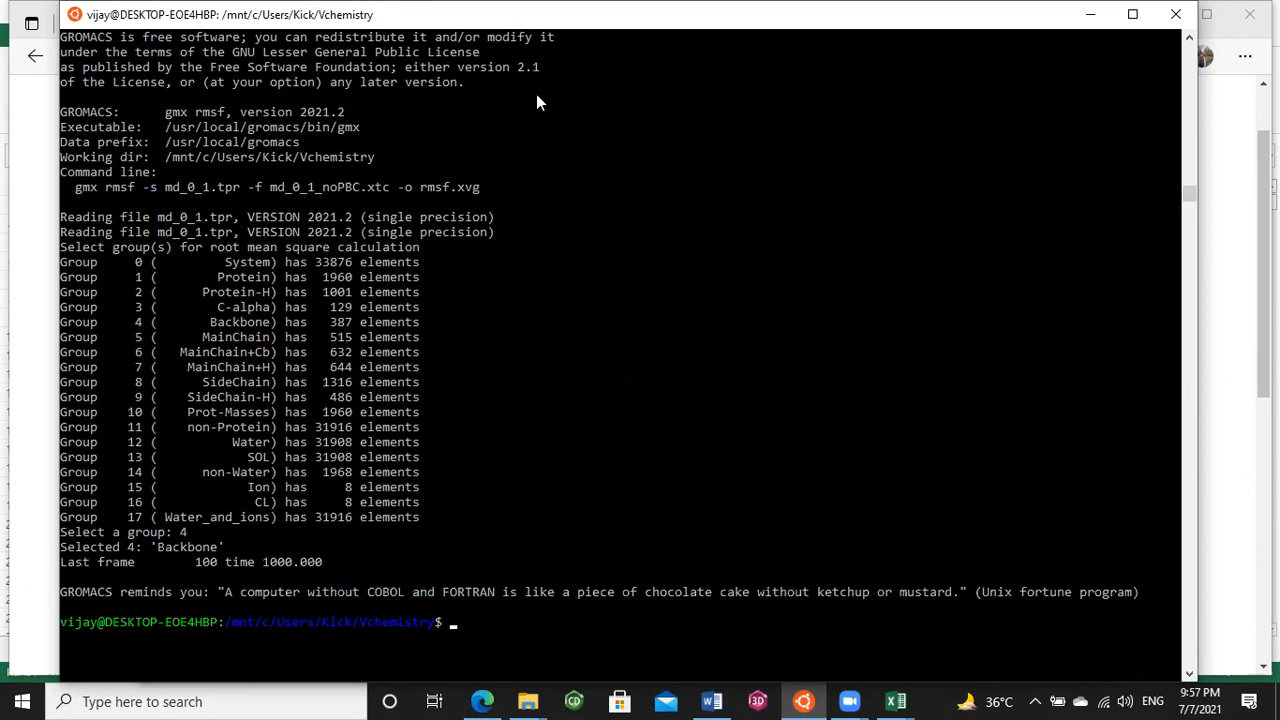 vijay@DESKTOP-EOE4HBP: /mnt/c/Users/Kick/Vchemistry
GROMACS is free software; you can redistribute it and/or modify it
under the terms of the GNU Lesser General Public License
as published by the Free Software Foundation; either version 2.1
of the License, or (at your option) any later version.
GROMACS:      gmx rmsf, version 2021.2
Executable:   /usr/local/gromacs/bin/gmx
Data prefix:  /usr/local/gromacs
Working dir:  /mnt/c/Users/Kick/Vchemistry
Command line:
  gmx rmsf -s md_0_1.tpr -f md_0_1_noPBC.xtc -o rmsf.xvg
Reading file md_0_1.tpr, VERSION 2021.2 (single precision)
Reading file md_0_1.tpr, VERSION 2021.2 (single precision)
Select group(s) for root mean square calculation
Group     0 (         System) has 33876 elements
Group     1 (        Protein) has  1960 elements
Group     2 (      Protein-H) has  1001 elements
Group     3 (        C-alpha) has   129 elements
Group     4 (       Backbone) has   387 elements
Group     5 (      MainChain) has   515 elements
Group     6 (   MainChain+Cb) has   632 elements
Group     7 (    MainChain+H) has   644 elements
Group     8 (      SideChain) has  1316 elements
Group     9 (    SideChain-H) has   486 elements
Group    10 (    Prot-Masses) has  1960 elements
Group    11 (    non-Protein) has 31916 elements
Group    12 (          Water) has 31908 elements
Group    13 (            SOL) has 31908 elements
Group    14 (      non-Water) has  1968 elements
Group    15 (            Ion) has     8 elements
Group    16 (             CL) has     8 elements
Group    17 ( Water_and_ions) has 31916 elements
Select a group: 4
Selected 4: 'Backbone'
Last frame        100 time 1000.000
GROMACS reminds you: "A computer without COBOL and FORTRAN is like a piece of chocolate cake without ketchup or mustard." (Unix fortune program)
vijay@DESKTOP-EOE4HBP:/mnt/c/Users/Kick/Vchemistry$
Type here to search
36°C
ENG
9:57 PM
7/7/2021